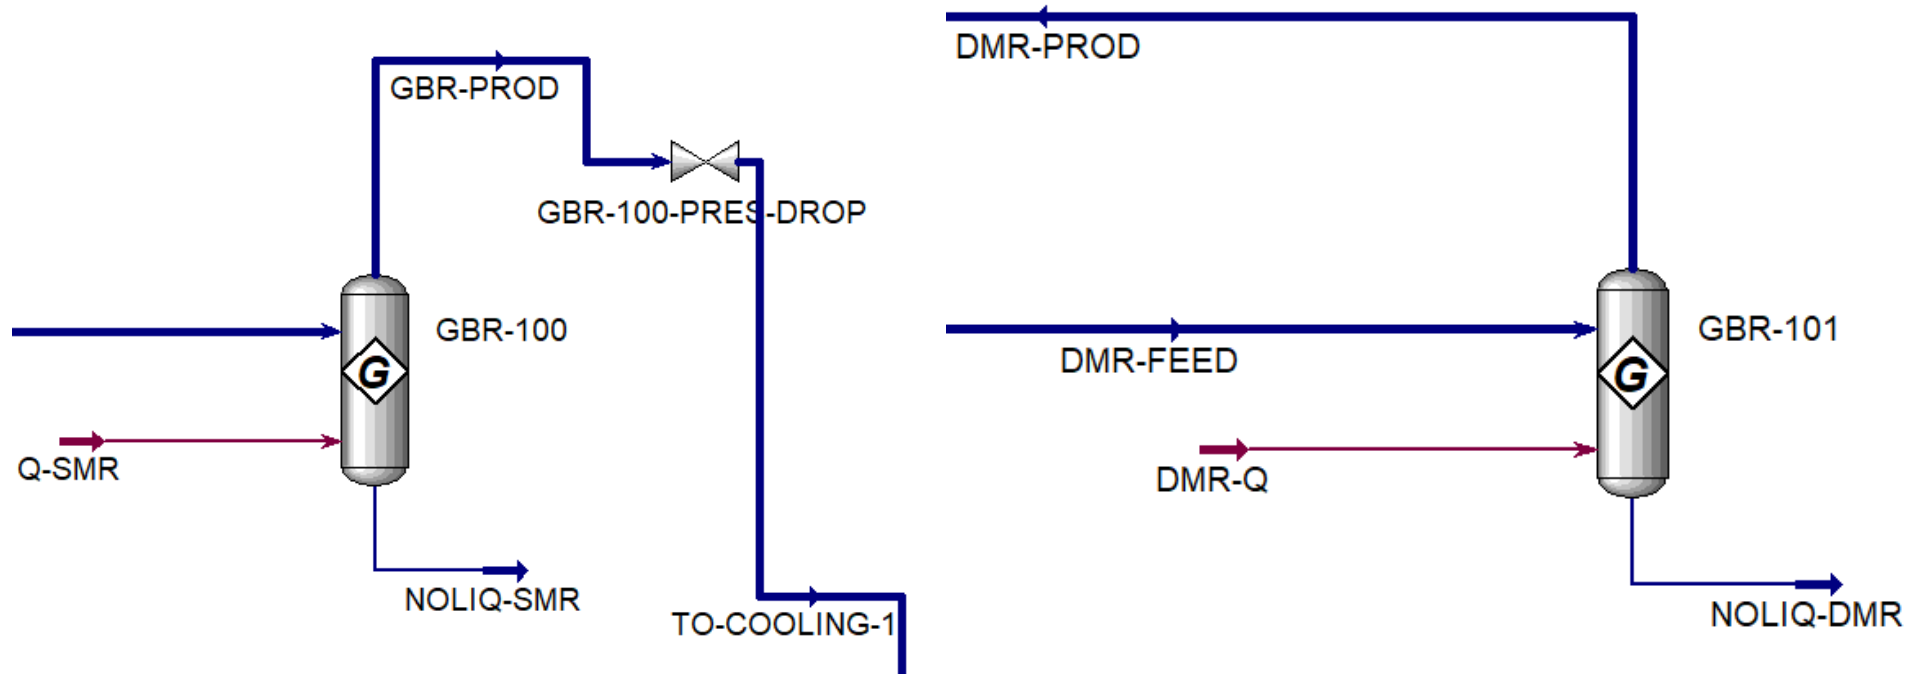 GBR-PROD
GBR-100-PRES-DROP
GBR-100
G
Q-SMR
NOLIQ-SMR
TO-COOLING-1
DMR-PROD
DMR-FEED
GBR-101
G
DMR-Q
NOLIQ-DMR